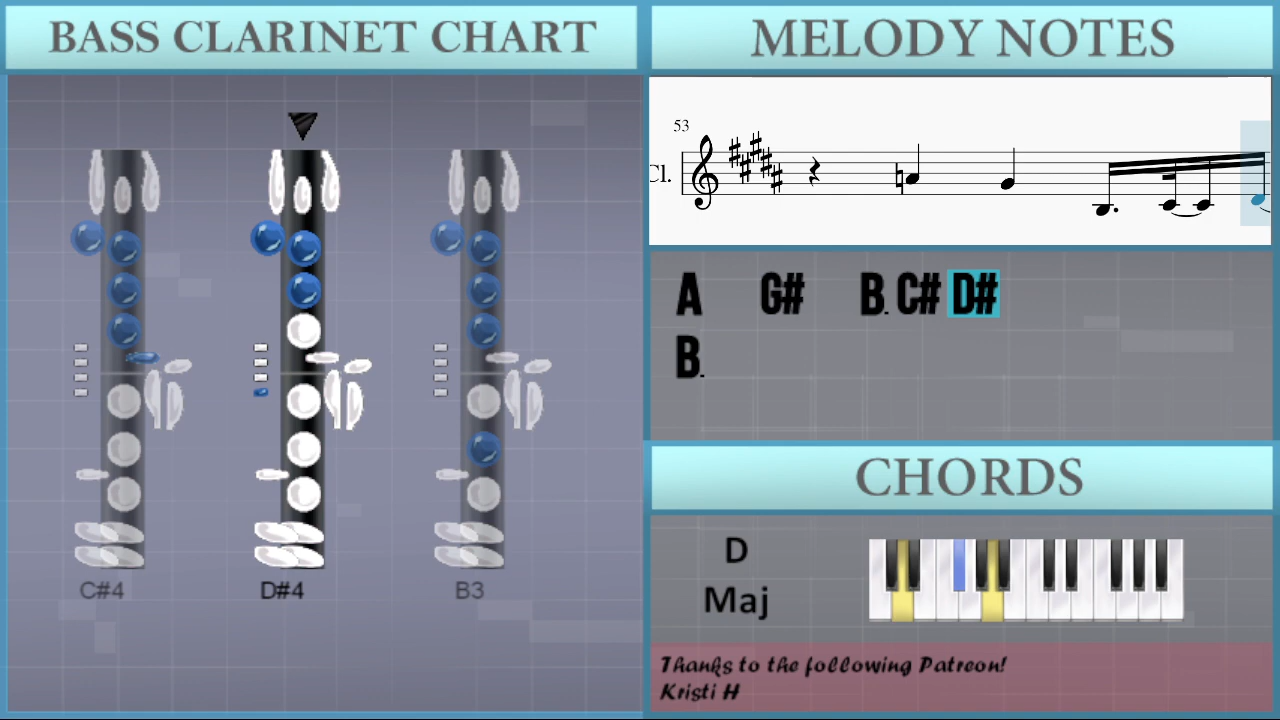 BASS CLARINET CHART
C#4 D#4 B3
MELODY NOTES
53
Cl.
A G# B. C# D#
B.
CHORDS
D
Maj
Thanks to the following Patreon!
Kristi H